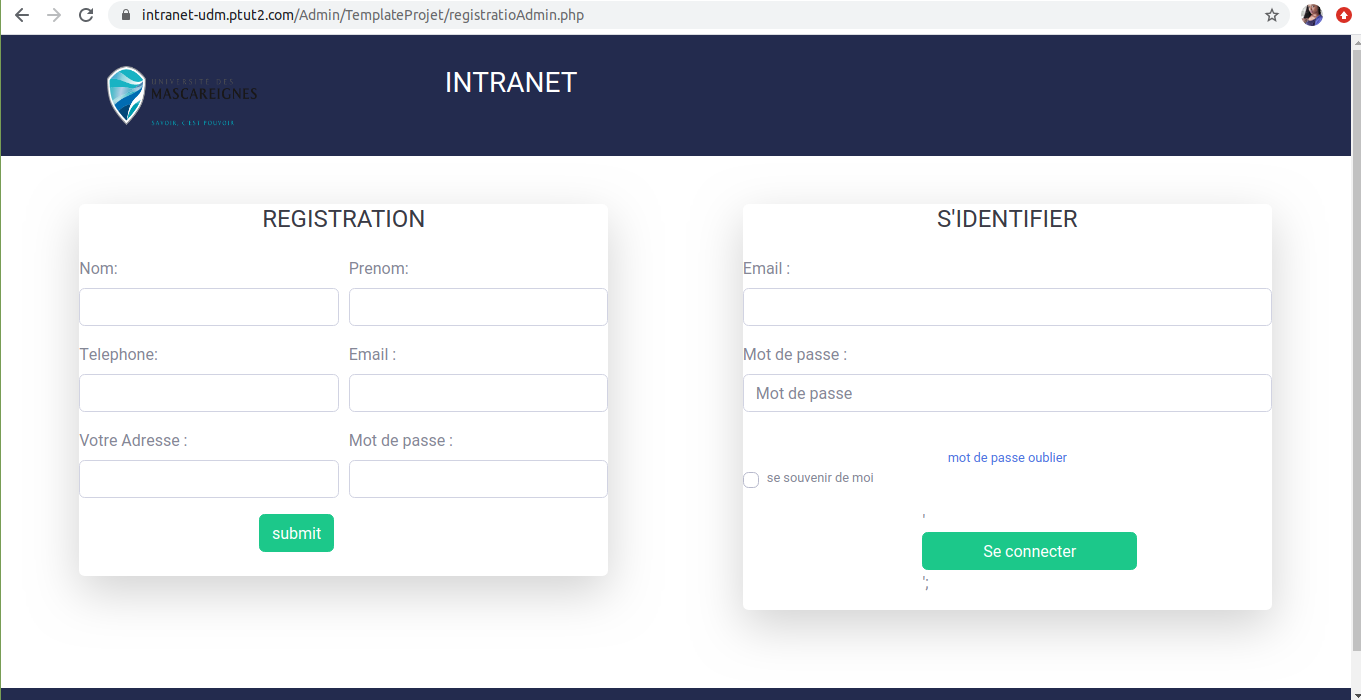 intranet-udm.ptut2.com/Admin/TemplateProjet/registratioAdmin.php
UNIVERSITE DES
MASCAREIGNES
SAVOIR, C'EST POUVOIR
INTRANET
REGISTRATION
Nom:
Prenom:
Telephone:
Email :
Votre Adresse :
Mot de passe :
submit
S'IDENTIFIER
Email :
Mot de passe :
Mot de passe
mot de passe oublier
se souvenir de moi
'
Se connecter
';